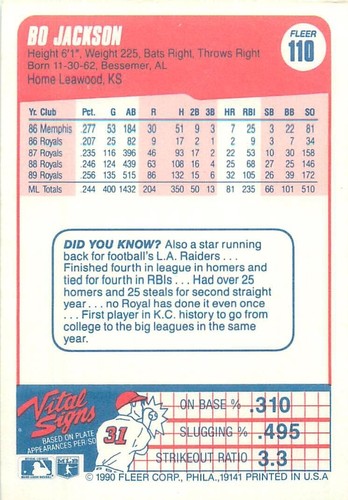 BO JACKSON
FLEER
110
Height 6'1", Weight 225, Bats Right, Throws Right
Born 11-30-62, Bessemer, AL
Home Leawood, KS
Yr. Club Pct. G AB R H 2B 3B HR RBI SB BB SO
86 Memphis .277 53 184 30 51 9 3 7 25 3 22 81
86 Royals .207 25 82 9 17 2 1 2 9 3 7 34
87 Royals .235 116 396 46 93 17 2 22 53 10 30 158
88 Royals .246 124 439 63 108 16 4 25 68 27 25 146
89 Royals .256 135 515 86 132 15 6 32 105 26 39 172
ML Totals .244 400 1432 204 350 50 13 81 235 66 101 510
DID YOU KNOW? Also a star running
back for football's L.A. Raiders . . .
Finished fourth in league in homers and
tied for fourth in RBIs . . . Had over 25
homers and 25 steals for second straight
year . . . no Royal has done it even once
. . . First player in K.C. history to go from
college to the big leagues in the same
year.
Vital
Signs
BASED ON PLATE
APPEARANCES PER/SO
31
ON BASE % .310
SLUGGING % .495
STRIKEOUT RATIO 3.3
© 1990 FLEER CORP., PHILA., 19141 PRINTED IN U.S.A